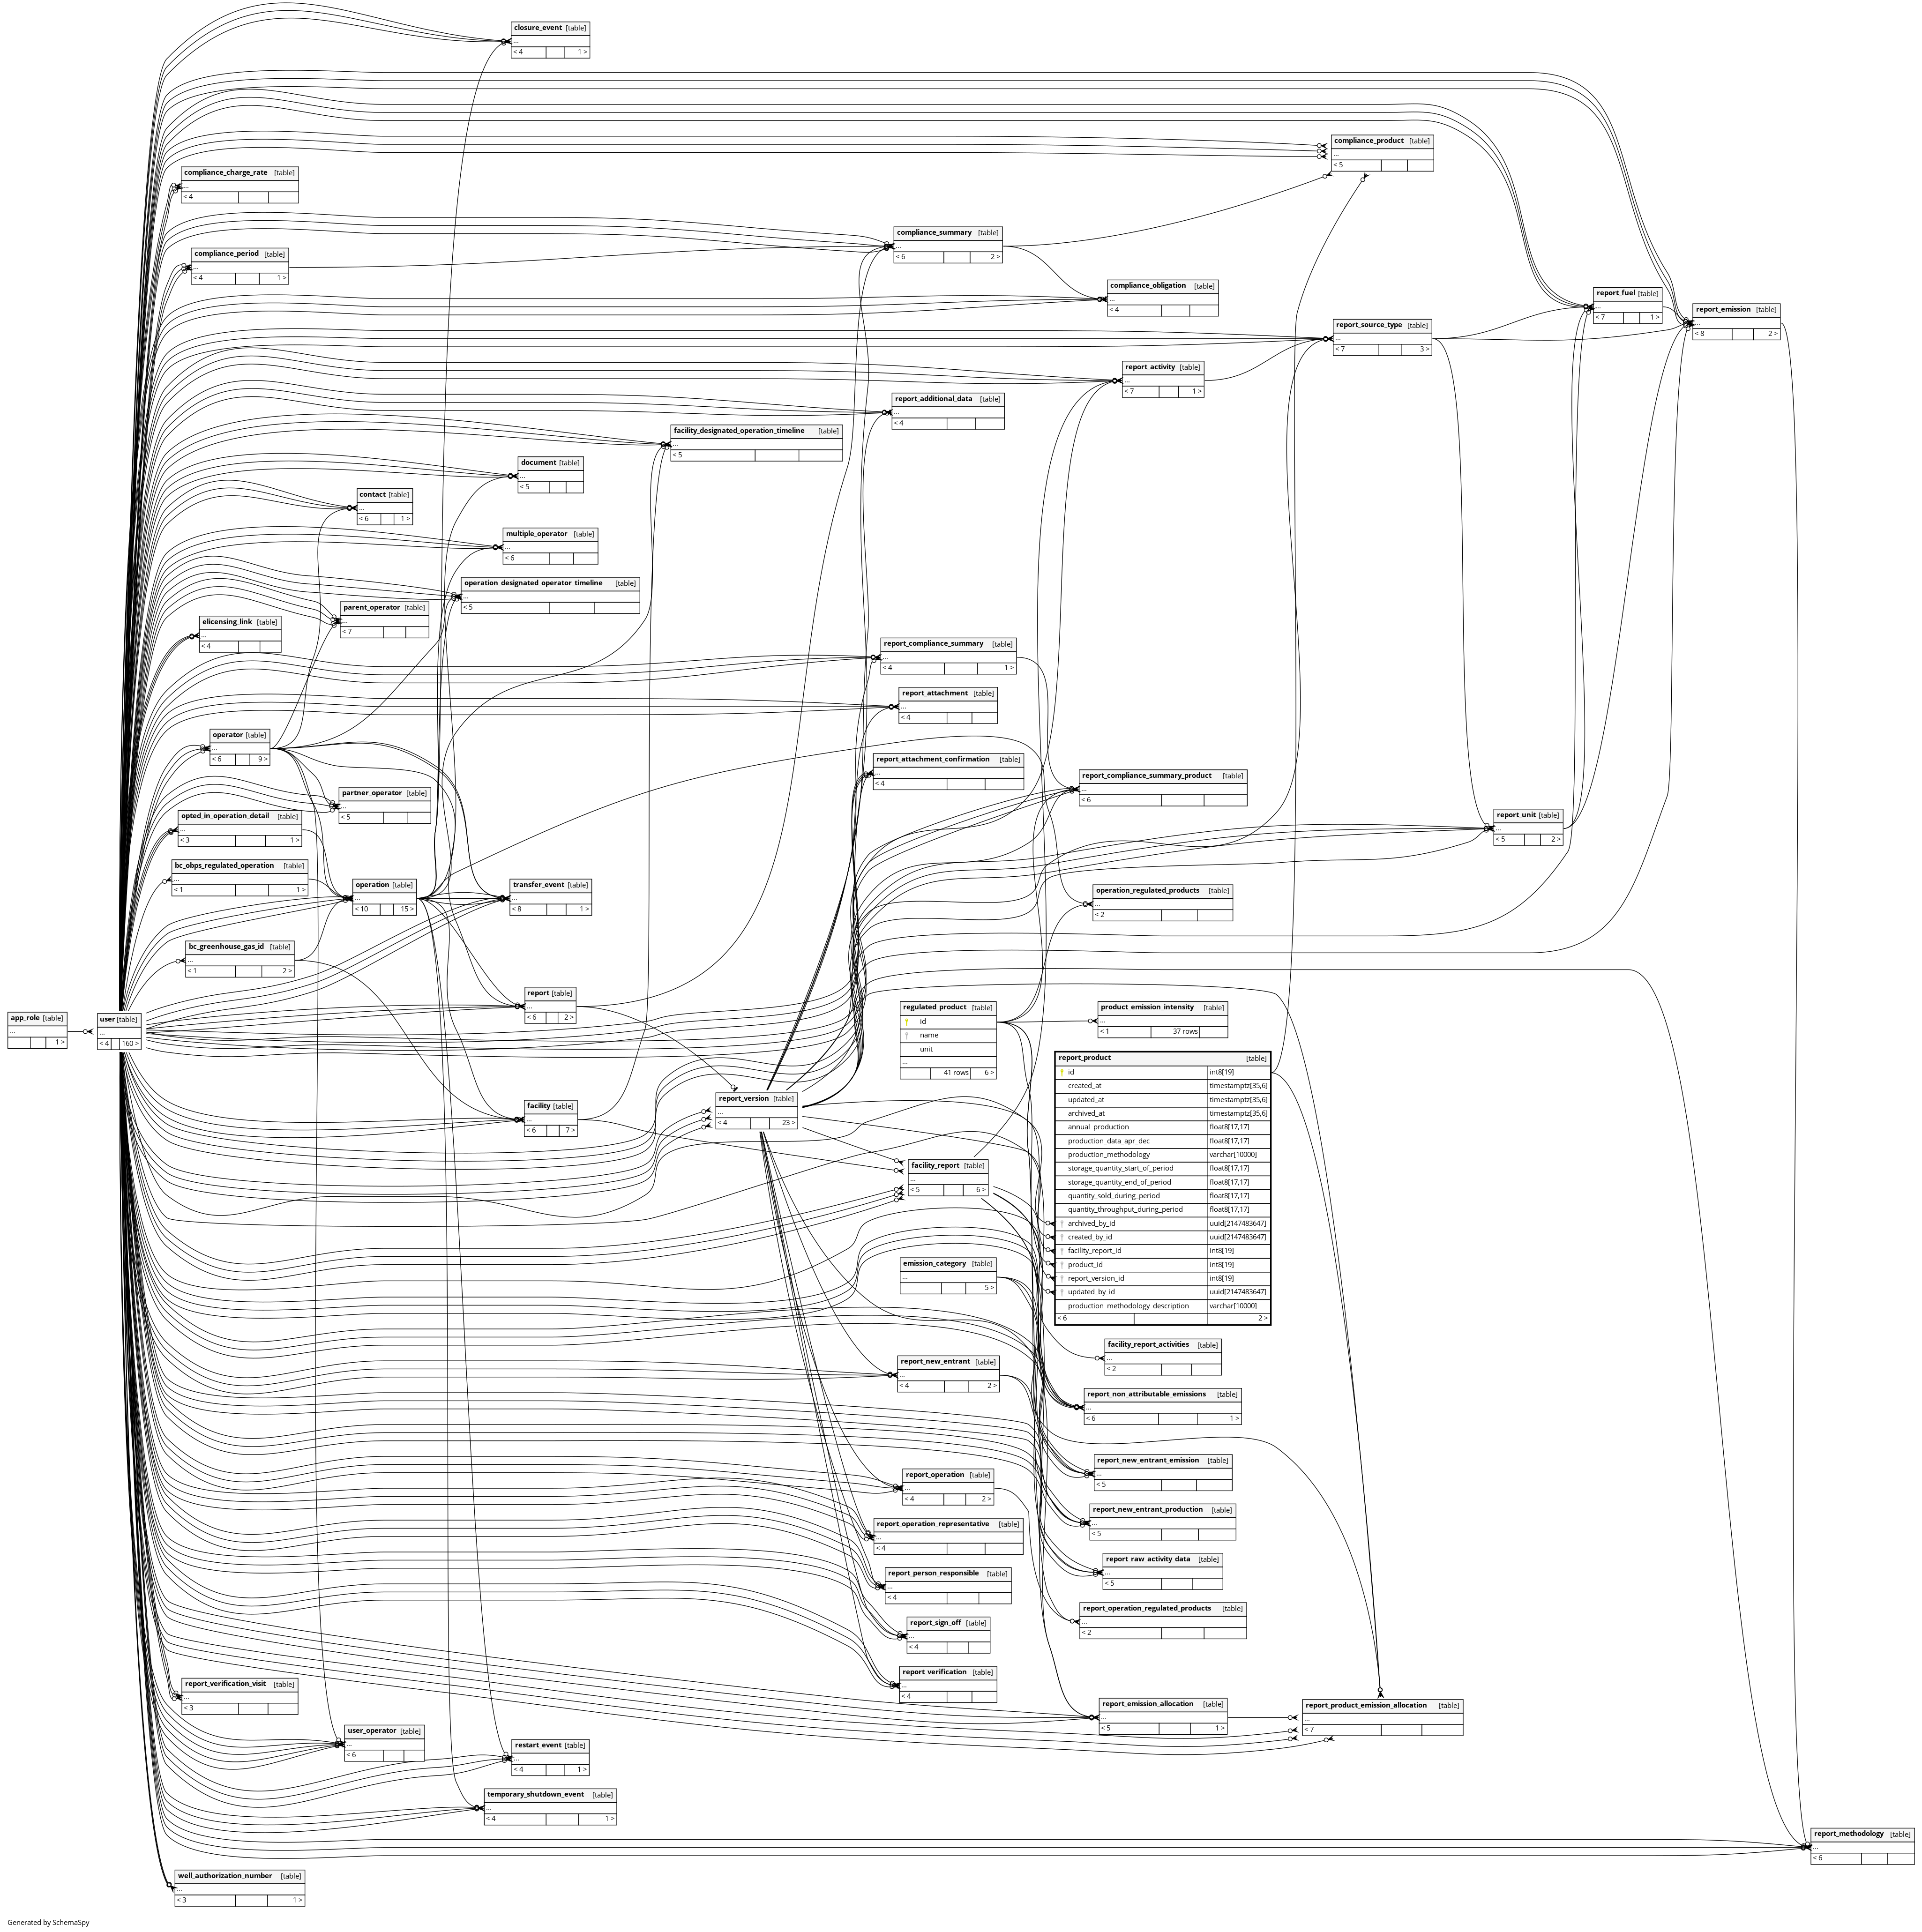 closure_event [table]
...
< 4 1 >
compliance_product [table]
...
< 5
compliance_charge_rate [table]
...
< 4
compliance_summary [table]
...
< 6 2 >
compliance_period [table]
...
< 4 1 >
compliance_obligation [table]
...
< 4
report_fuel [table]
...
< 7 1 >
report_emission [table]
...
< 8 2 >
report_source_type [table]
...
< 7 3 >
report_activity [table]
...
< 7 1 >
report_additional_data [table]
...
< 4
facility_designated_operation_timeline [table]
...
< 5
document [table]
...
< 5
contact [table]
...
< 6 1 >
multiple_operator [table]
...
< 6
operation_designated_operator_timeline [table]
...
< 5
parent_operator [table]
...
< 7
elicensing_link [table]
...
< 4
report_compliance_summary [table]
...
< 4 1 >
report_attachment [table]
...
< 4
operator [table]
...
< 6 9 >
report_attachment_confirmation [table]
...
< 4
report_compliance_summary_product [table]
...
< 6
partner_operator [table]
...
< 5
opted_in_operation_detail [table]
...
< 3 1 >
report_unit [table]
...
< 5 2 >
bc_obps_regulated_operation [table]
...
< 1 1 >
operation [table]
...
< 10 15 >
transfer_event [table]
...
< 8 1 >
operation_regulated_products [table]
...
< 2
bc_greenhouse_gas_id [table]
...
< 1 2 >
report [table]
...
< 6 2 >
app_role [table]
...
1 >
user [table]
...
< 4 160 >
regulated_product [table]
id
name
unit
...
41 rows 6 >
product_emission_intensity [table]
...
< 1 37 rows
report_product [table]
id int8[19]
created_at timestamptz[35,6]
updated_at timestamptz[35,6]
archived_at timestamptz[35,6]
annual_production float8[17,17]
production_data_apr_dec float8[17,17]
production_methodology varchar[10000]
storage_quantity_start_of_period float8[17,17]
storage_quantity_end_of_period float8[17,17]
quantity_sold_during_period float8[17,17]
quantity_throughput_during_period float8[17,17]
archived_by_id uuid[2147483647]
created_by_id uuid[2147483647]
facility_report_id int8[19]
product_id int8[19]
report_version_id int8[19]
updated_by_id uuid[2147483647]
production_methodology_description varchar[10000]
< 6 2 >
report_version [table]
...
< 4 23 >
facility [table]
...
< 6 7 >
facility_report [table]
...
< 5 6 >
emission_category [table]
...
5 >
facility_report_activities [table]
...
< 2
report_new_entrant [table]
...
< 4 2 >
report_non_attributable_emissions [table]
...
< 6 1 >
report_new_entrant_emission [table]
...
< 5
report_operation [table]
...
< 4 2 >
report_new_entrant_production [table]
...
< 5
report_operation_representative [table]
...
< 4
report_raw_activity_data [table]
...
< 5
report_person_responsible [table]
...
< 4
report_operation_regulated_products [table]
...
< 2
report_sign_off [table]
...
< 4
report_verification [table]
...
< 4
report_verification_visit [table]
...
< 3
report_emission_allocation [table]
...
< 5 1 >
report_product_emission_allocation [table]
...
< 7
user_operator [table]
...
< 6
restart_event [table]
...
< 4 1 >
temporary_shutdown_event [table]
...
< 4 1 >
report_methodology [table]
...
< 6
well_authorization_number [table]
...
< 3 1 >
Generated by SchemaSpy